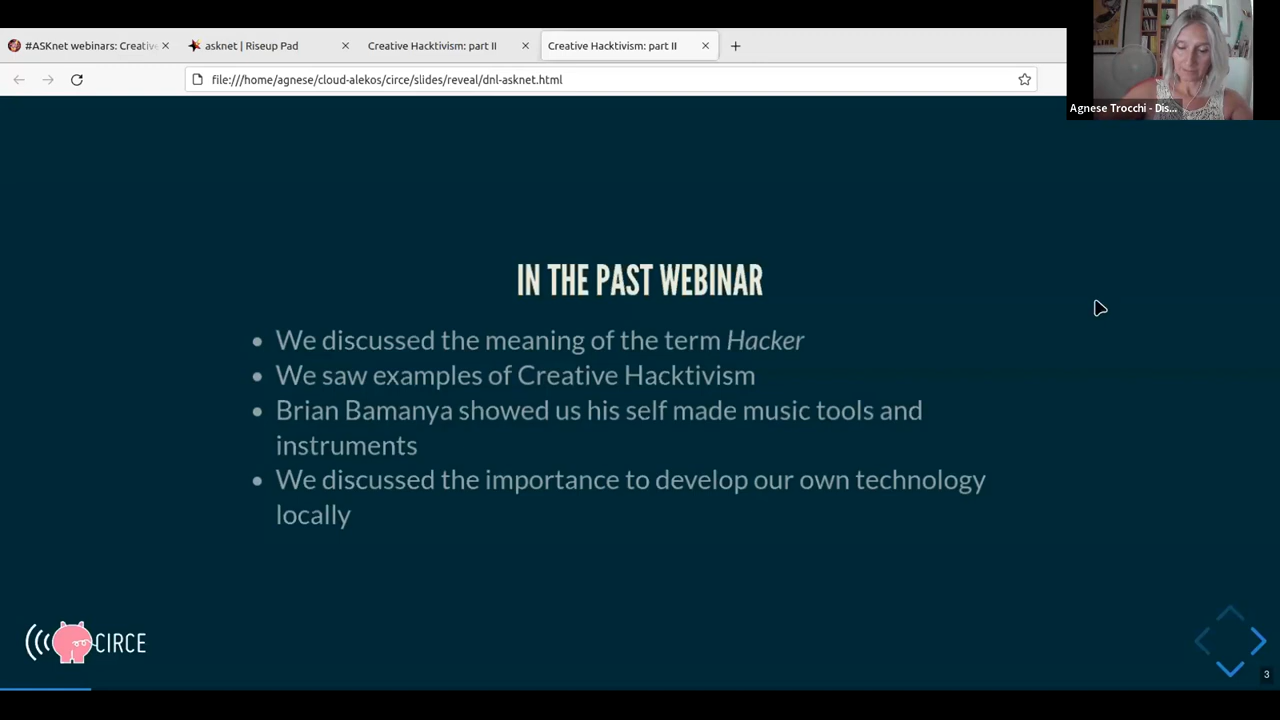 #ASKnet webinars: Creative
asknet | Riseup Pad
Creative Hacktivism: part II
Creative Hacktivism: part II
file:///home/agnese/cloud-alekos/circe/slides/reveal/dnl-asknet.html
Agnese Trocchi - Dis...
IN THE PAST WEBINAR
• We discussed the meaning of the term Hacker
• We saw examples of Creative Hacktivism
• Brian Bamanya showed us his self made music tools and
instruments
• We discussed the importance to develop our own technology
locally
CIRCE
3